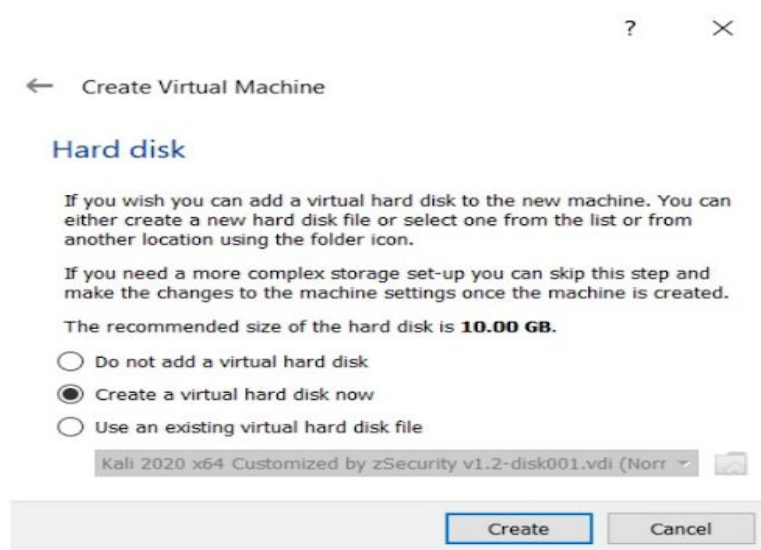 ?
Create Virtual Machine
Hard disk
If you wish you can add a virtual hard disk to the new machine. You can
either create a new hard disk file or select one from the list or from
another location using the folder icon.
If you need a more complex storage set-up you can skip this step and
make the changes to the machine settings once the machine is created.
The recommended size of the hard disk is 10.00 GB.
Do not add a virtual hard disk
Create a virtual hard disk now
Use an existing virtual hard disk file
Kali 2020 x64 Customized by zSecurity v1.2-disk001.vdi (Norr
Create Cancel